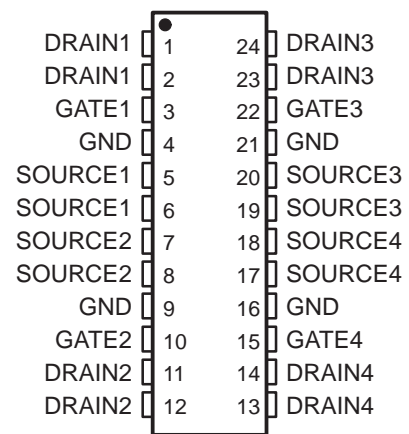 DRAIN1 1 24 DRAIN3
DRAIN1 2 23 DRAIN3
GATE1 3 22 GATE3
GND 4 21 GND
SOURCE1 5 20 SOURCE3
SOURCE1 6 19 SOURCE3
SOURCE2 7 18 SOURCE4
SOURCE2 8 17 SOURCE4
GND 9 16 GND
GATE2 10 15 GATE4
DRAIN2 11 14 DRAIN4
DRAIN2 12 13 DRAIN4